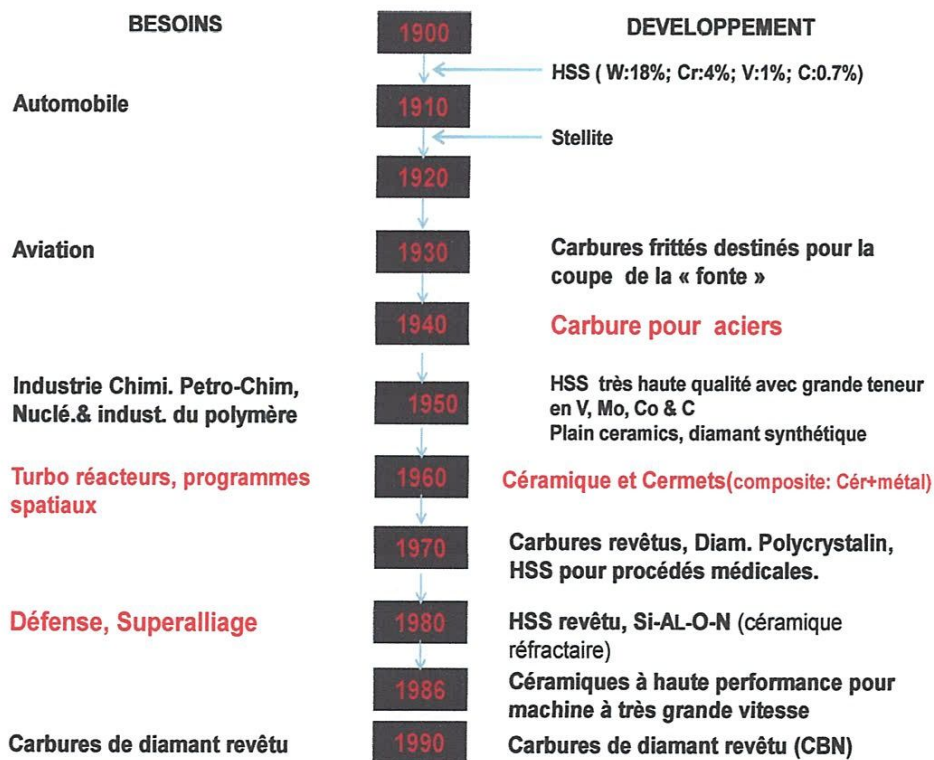 BESOINS
1900
DEVELOPPEMENT
HSS ( W:18%; Cr:4%; V:1%; C:0.7%)
Automobile
1910
Stellite
1920
Aviation
1930
Carbures frittés destinés pour la
coupe de la « fonte »
1940
Carbure pour aciers
Industrie Chimi. Petro-Chim,
Nuclé.& indust. du polymère
1950
HSS très haute qualité avec grande teneur
en V, Mo, Co & C
Plain ceramics, diamant synthétique
Turbo réacteurs, programmes
spatiaux
1960
Céramique et Cermets(composite: Cér+métal)
1970
Carbures revêtus, Diam. Polycrystalin,
HSS pour procédés médicales.
Défense, Superalliage
1980
HSS revêtu, Si-AL-O-N (céramique
réfractaire)
1986
Céramiques à haute performance pour
machine à très grande vitesse
Carbures de diamant revêtu
1990
Carbures de diamant revêtu (CBN)